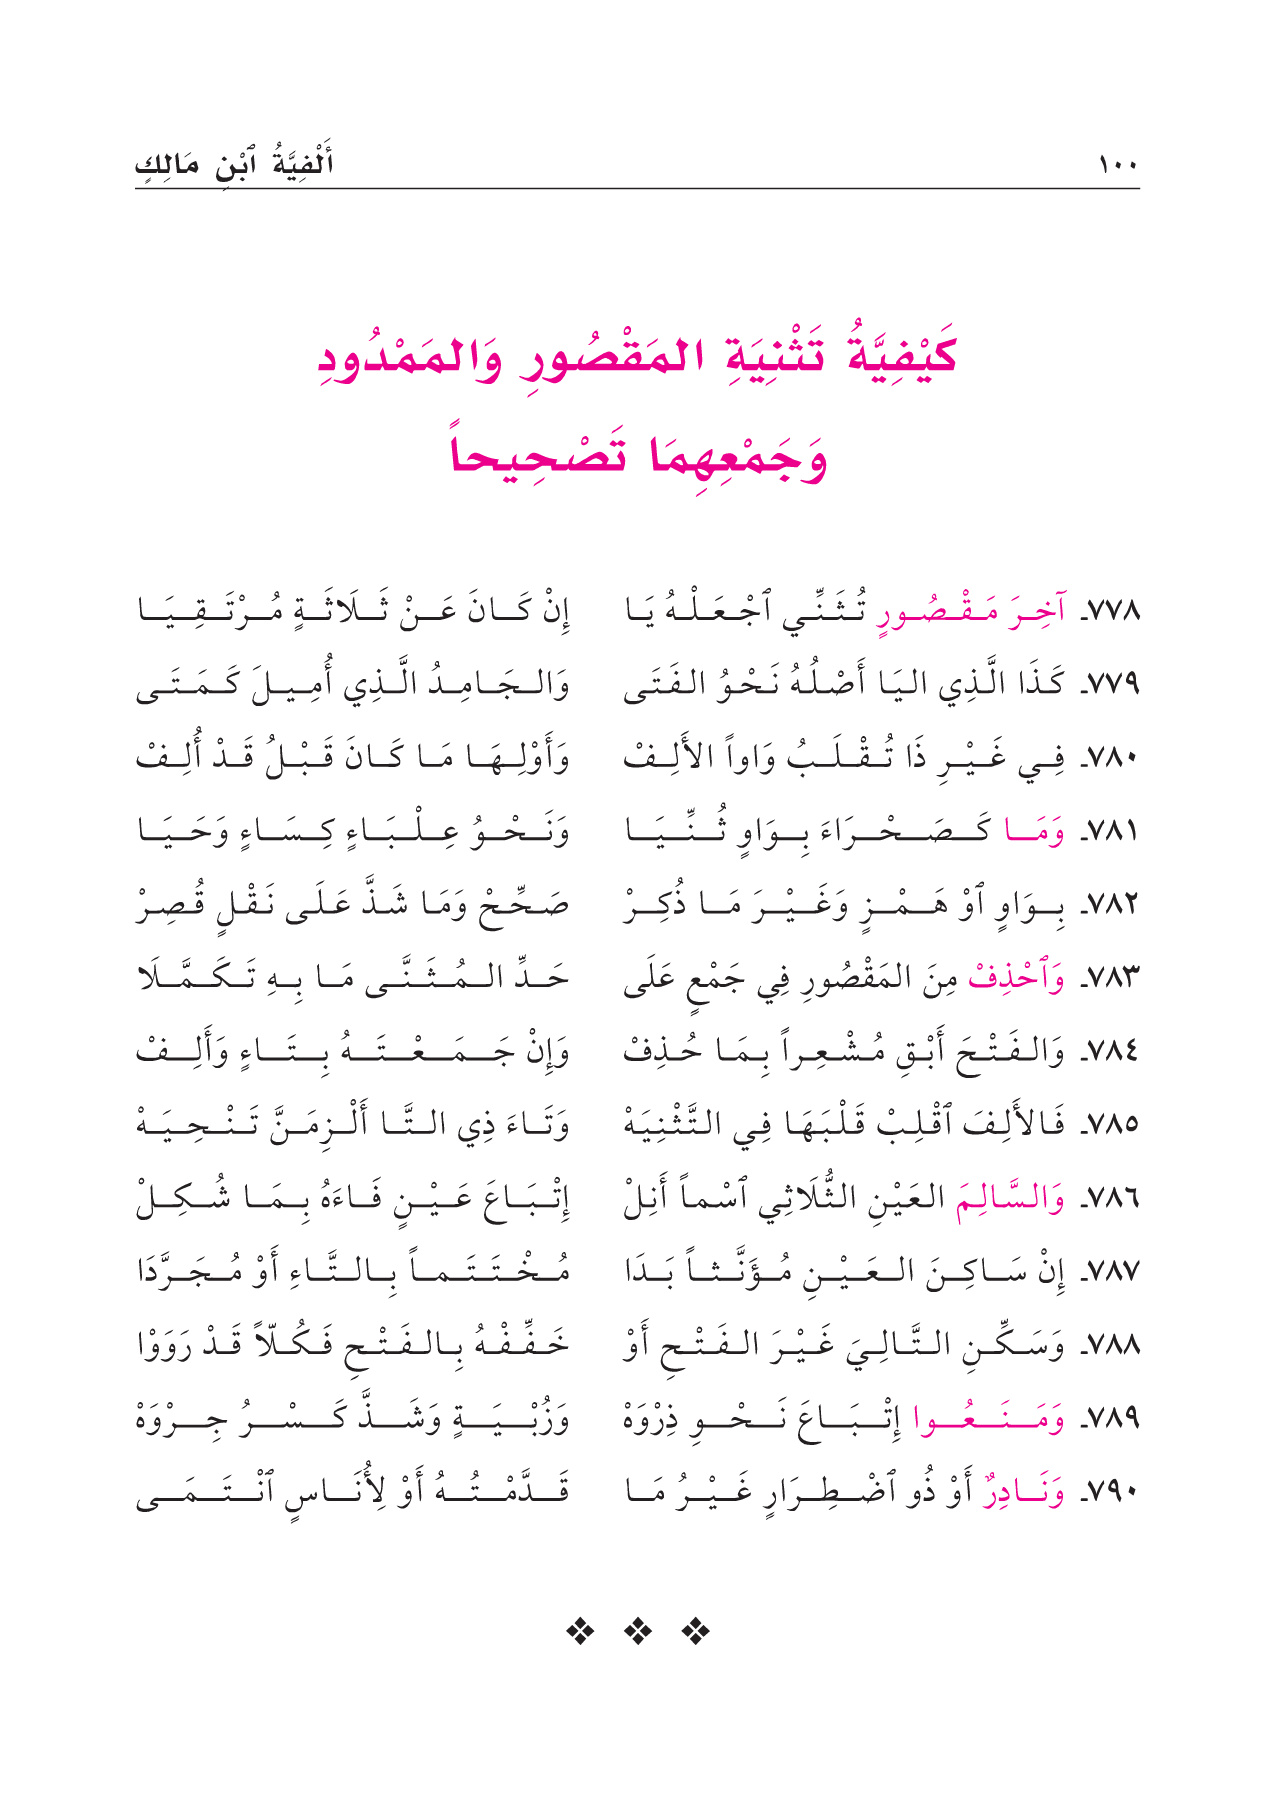 ١٠٠ أَلْفِيَّةُ ٱبْنِ مَالِكٍ
كَيْفِيَّةُ تَثْنِيَةِ المَقْصُورِ وَالمَمْدُودِ
وَجَمْعِهِمَا تَصْحِيحاً
٧٧٨ـ آخِرَ مَقْصُورٍ تُثَنِّي ٱجْعَلْهُ يَا إِنْ كَانَ عَنْ ثَلَاثَةٍ مُرْتَقِيَا
٧٧٩ـ كَذَا الَّذِي اليَا أَصْلُهُ نَحْوُ الفَتَى وَالجَامِدُ الَّذِي أُمِيلَ كَمَتَى
٧٨٠ـ فِي غَيْرِ ذَا تُقْلَبُ وَاواً الأَلِفْ وَأَوْلِهَا مَا كَانَ قَبْلُ قَدْ أُلِفْ
٧٨١ـ وَمَا كَصَحْرَاءَ بِوَاوٍ ثُنِّيَا وَنَحْوُ عِلْبَاءٍ كِسَاءٍ وَحَيَا
٧٨٢ـ بِوَاوٍ ٱوْ هَمْزٍ وَغَيْرَ مَا ذُكِرْ صَحِّحْ وَمَا شَذَّ عَلَى نَقْلٍ قُصِرْ
٧٨٣ـ وَٱحْذِفْ مِنَ المَقْصُورِ فِي جَمْعٍ عَلَى حَدِّ المُثَنَّى مَا بِهِ تَكَمَّلَا
٧٨٤ـ وَالفَتْحَ أَبْقِ مُشْعِراً بِمَا حُذِفْ وَإِنْ جَمَعْتَهُ بِتَاءٍ وَأَلِفْ
٧٨٥ـ فَالأَلِفَ ٱقْلِبْ قَلْبَهَا فِي التَّثْنِيَهْ وَتَاءَ ذِي التَّا أَلْزِمَنَّ تَنْحِيَهْ
٧٨٦ـ وَالسَّالِمَ العَيْنِ الثُّلَاثِي ٱسْماً أَنِلْ إِتْبَاعَ عَيْنٍ فَاءَهُ بِمَا شُكِلْ
٧٨٧ـ إِنْ سَاكِنَ العَيْنِ مُؤَنَّثاً بَدَا مُخْتَتَماً بِالتَّاءِ أَوْ مُجَرَّدَا
٧٨٨ـ وَسَكِّنِ التَّالِيَ غَيْرَ الفَتْحِ أَوْ خَفِّفْهُ بِالفَتْحِ فَكُلّاً قَدْ رَوَوْا
٧٨٩ـ وَمَنَعُوا إِتْبَاعَ نَحْوِ ذِرْوَهْ وَزُبْيَةٍ وَشَذَّ كَسْرُ جِرْوَهْ
٧٩٠ـ وَنَادِرٌ أَوْ ذُو ٱضْطِرَارٍ غَيْرُ مَا قَدَّمْتُهُ أَوْ لِأُنَاسٍ ٱنْتَمَى